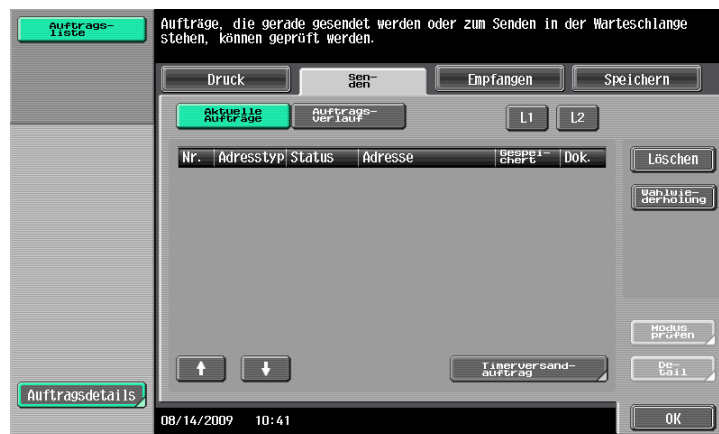 Auftrags-
liste
Aufträge, die gerade gesendet werden oder zum Senden in der Warteschlange
stehen, können geprüft werden.
Druck
Sen-
den
Empfangen
Speichern
Aktuelle
Aufträge
Auftrags-
verlauf
L1
L2
Nr. Adresstyp Status Adresse Gespei-
chert Dok.
Löschen
Wahlwie-
derholung
Modus
prüfen
Timerversand-
auftrag
De-
tail
Auftragsdetails
08/14/2009 10:41
OK